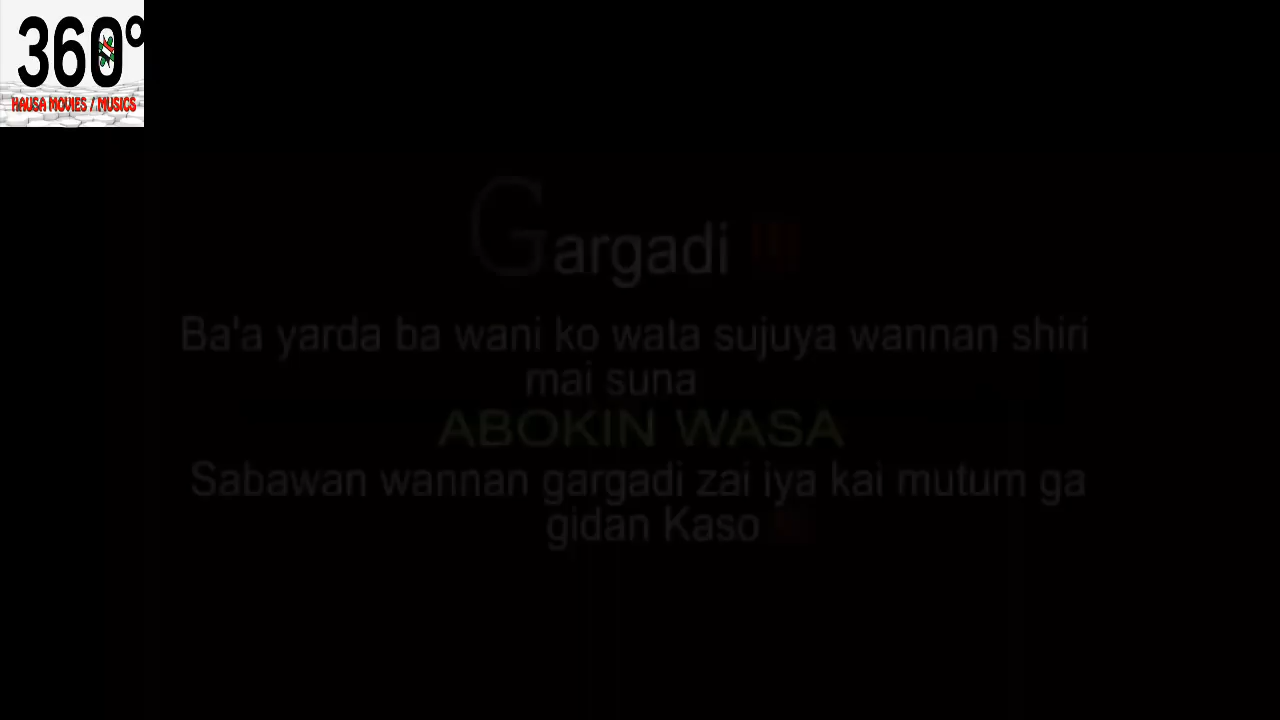 360°
HAUSA MOVIES / MUSICS
Gargadi !!!
Ba'a yarda ba wani ko wata sujuya wannan shiri
mai suna
ABOKIN WASA
Sabawan wannan gargadi zai iya kai mutum ga
gidan Kaso